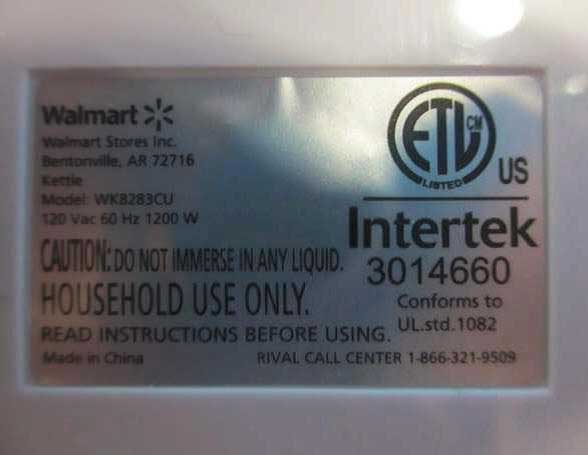 Walmart
Walmart Stores Inc.
Bentonville, AR 72716
Kettle
Model: WK8283CU
120 Vac 60 Hz 1200 W
CAUTION: DO NOT IMMERSE IN ANY LIQUID.
HOUSEHOLD USE ONLY.
READ INSTRUCTIONS BEFORE USING.
Made in China
ETL CM
LISTED
US
Intertek
3014660
Conforms to
UL.std.1082
RIVAL CALL CENTER 1-866-321-9509